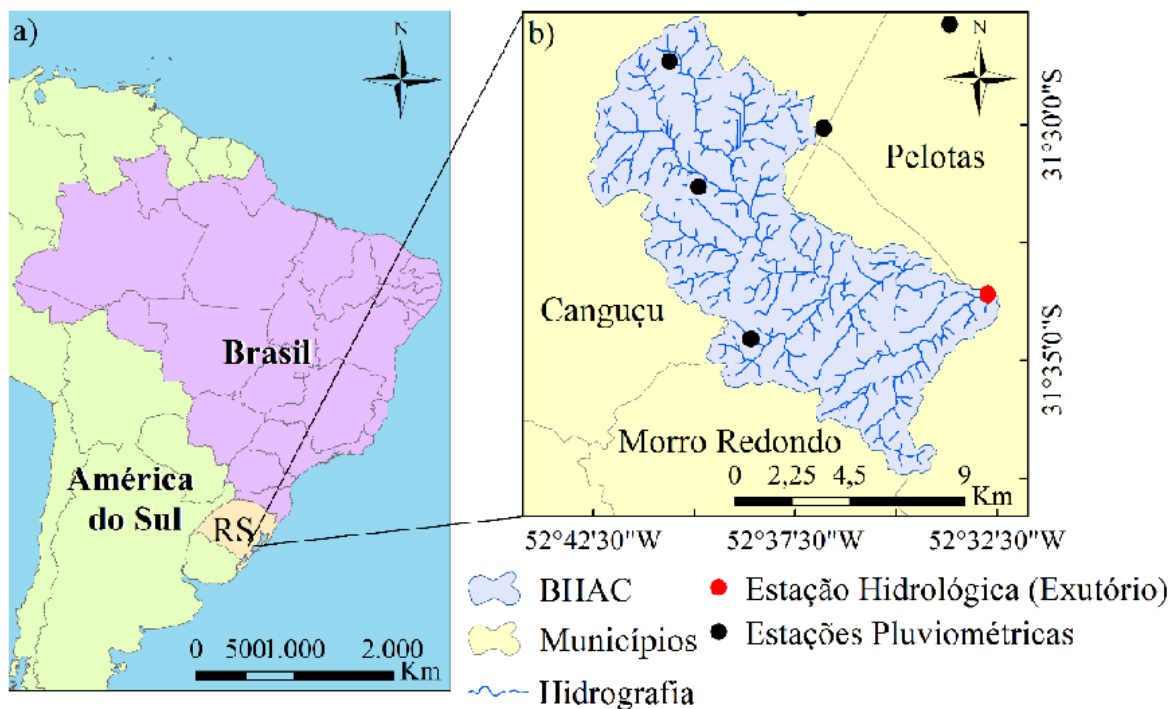 a)
N
Brasil
América
do Sul
RS
0 5001.000 2.000
Km
b)
N
Pelotas
Canguçu
Morro Redondo
0 2,25 4,5 9
Km
31°30'0"S
31°35'0"S
52°42'30"W 52°37'30"W 52°32'30"W
BHAC
Municípios
Hidrografia
Estação Hidrológica (Exutório)
Estações Pluviométricas